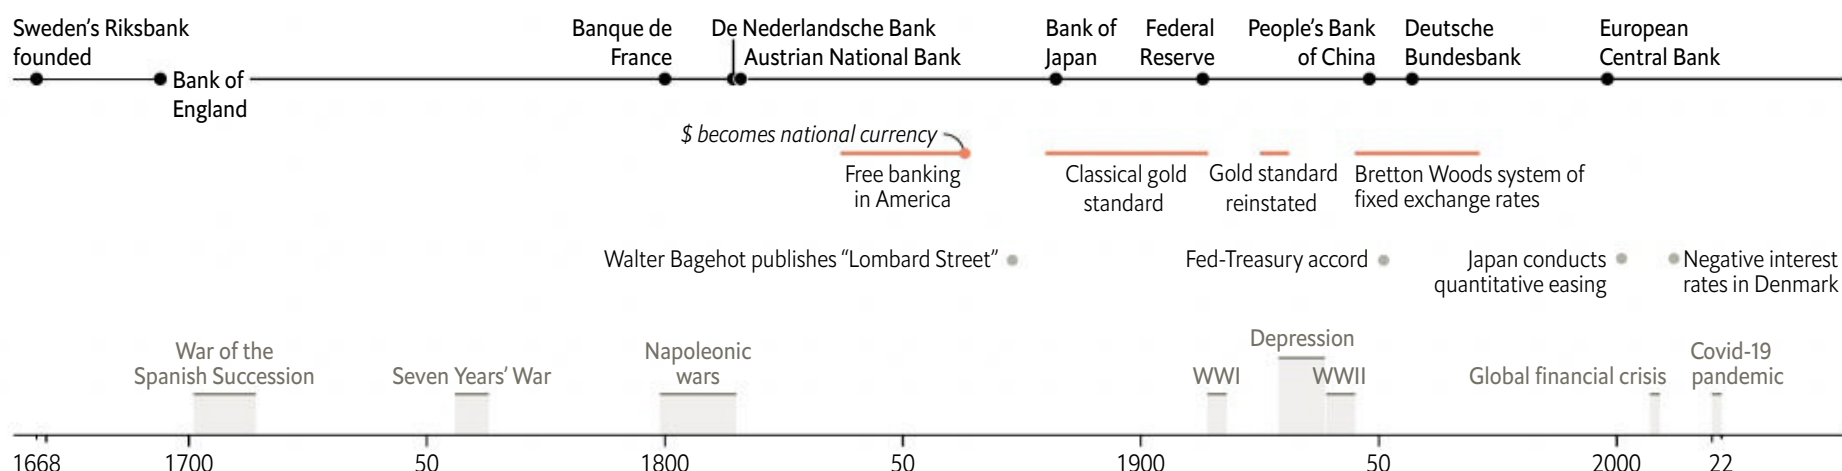 Sweden’s Riksbank
founded
Bank of
England
Banque de
France
De Nederlandsche Bank
Austrian National Bank
Bank of
Japan
Federal
Reserve
People’s Bank
of China
Deutsche
Bundesbank
European
Central Bank
$ becomes national currency
Free banking
in America
Classical gold
standard
Gold standard
reinstated
Bretton Woods system of
fixed exchange rates
Walter Bagehot publishes “Lombard Street”
Fed-Treasury accord
Japan conducts
quantitative easing
Negative interest
rates in Denmark
War of the
Spanish Succession
Seven Years’ War
Napoleonic
wars
WWI
Depression
WWII
Global financial crisis
Covid-19
pandemic
1668 1700 50 1800 50 1900 50 2000 22